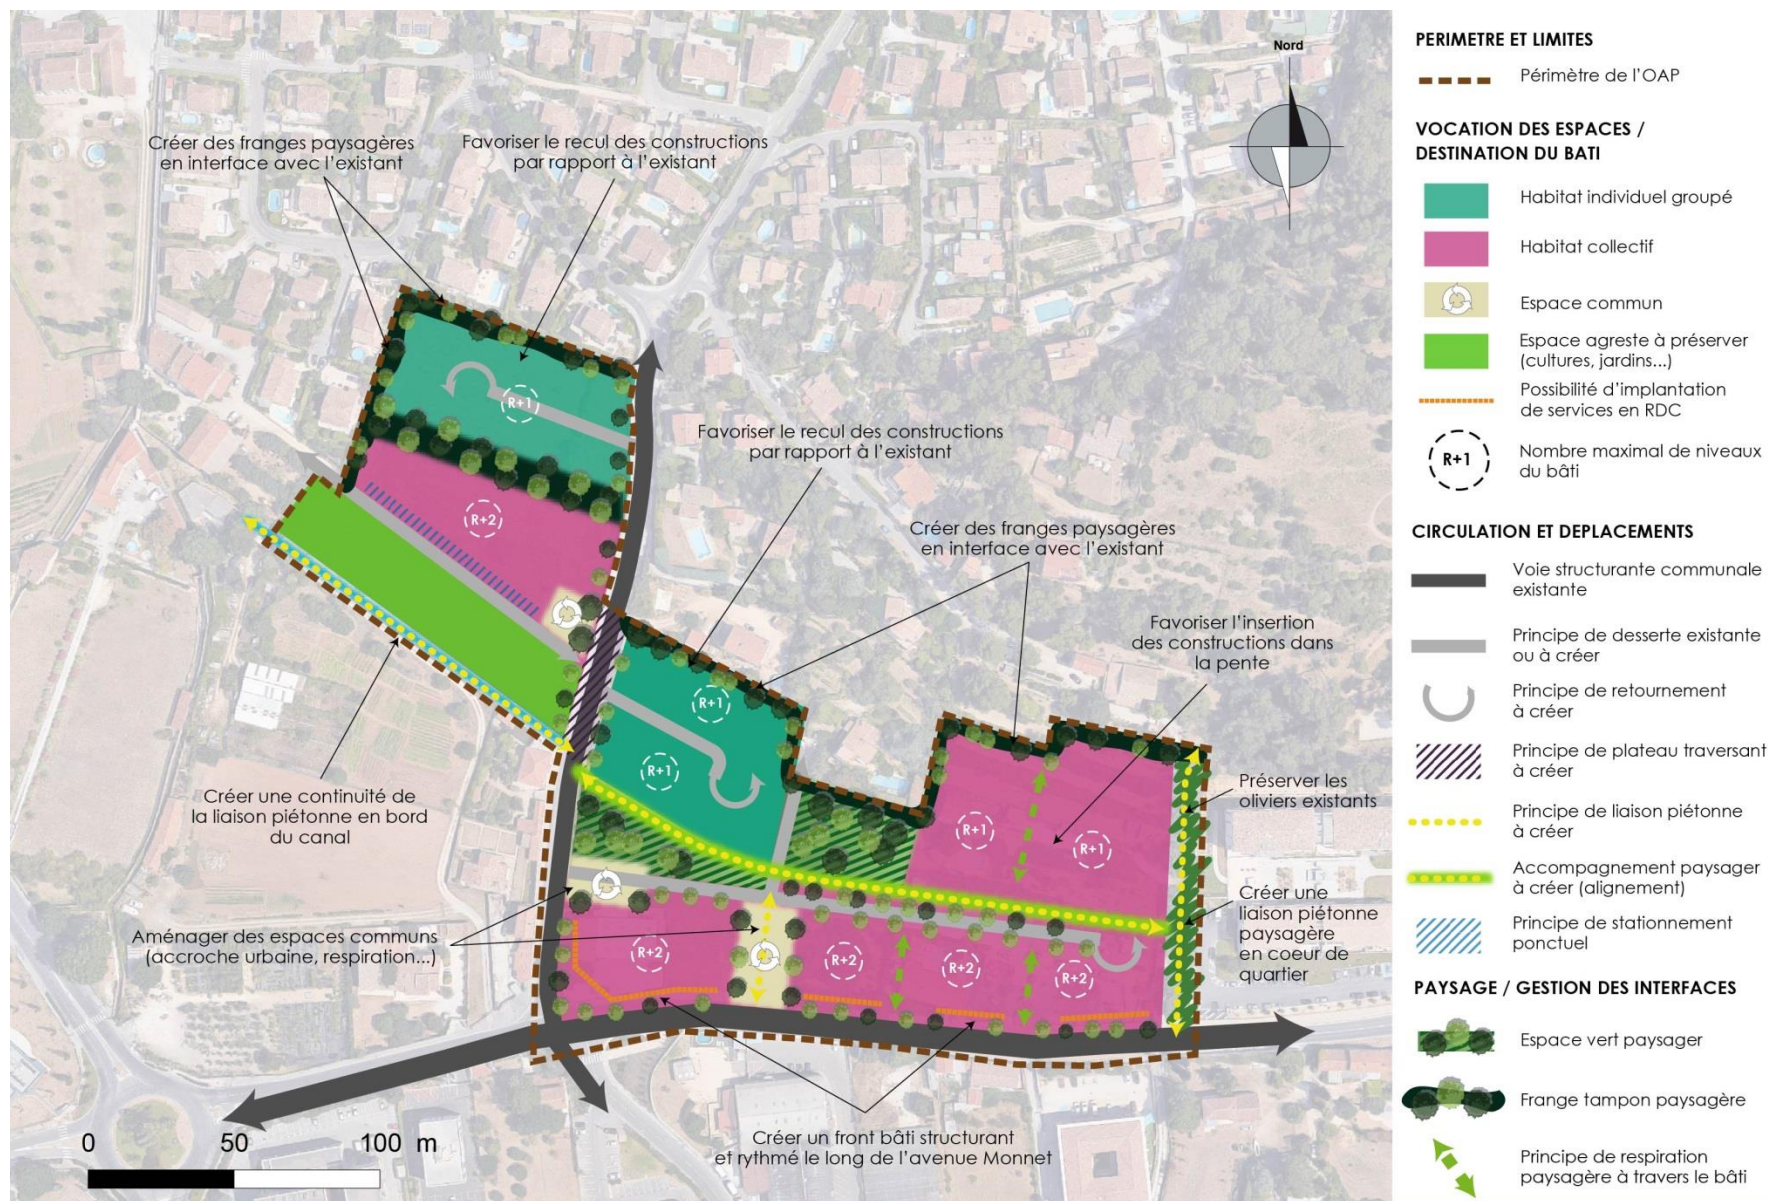 Nord
Créer des franges paysagères
en interface avec l'existant
Favoriser le recul des constructions
par rapport à l'existant
R+1
R+2
Favoriser le recul des constructions
par rapport à l'existant
Créer des franges paysagères
en interface avec l'existant
Favoriser l'insertion
des constructions dans
la pente
R+1
R+1
Créer une continuité de
la liaison piétonne en bord
du canal
Préserver les
oliviers existants
R+1
R+1
Créer une
liaison piétonne
paysagère
en coeur de
quartier
Aménager des espaces communs
(accroche urbaine, respiration...)
R+2
R+2
R+2
R+2
Créer un front bâti structurant
et rythmé le long de l'avenue Monnet
0 50 100 m
PERIMETRE ET LIMITES
Périmètre de l'OAP
VOCATION DES ESPACES /
DESTINATION DU BATI
Habitat individuel groupé
Habitat collectif
Espace commun
Espace agreste à préserver
(cultures, jardins...)
Possibilité d'implantation
de services en RDC
R+1
Nombre maximal de niveaux
du bâti
CIRCULATION ET DEPLACEMENTS
Voie structurante communale
existante
Principe de desserte existante
ou à créer
Principe de retournement
à créer
Principe de plateau traversant
à créer
Principe de liaison piétonne
à créer
Accompagnement paysager
à créer (alignement)
Principe de stationnement
ponctuel
PAYSAGE / GESTION DES INTERFACES
Espace vert paysager
Frange tampon paysagère
Principe de respiration
paysagère à travers le bâti